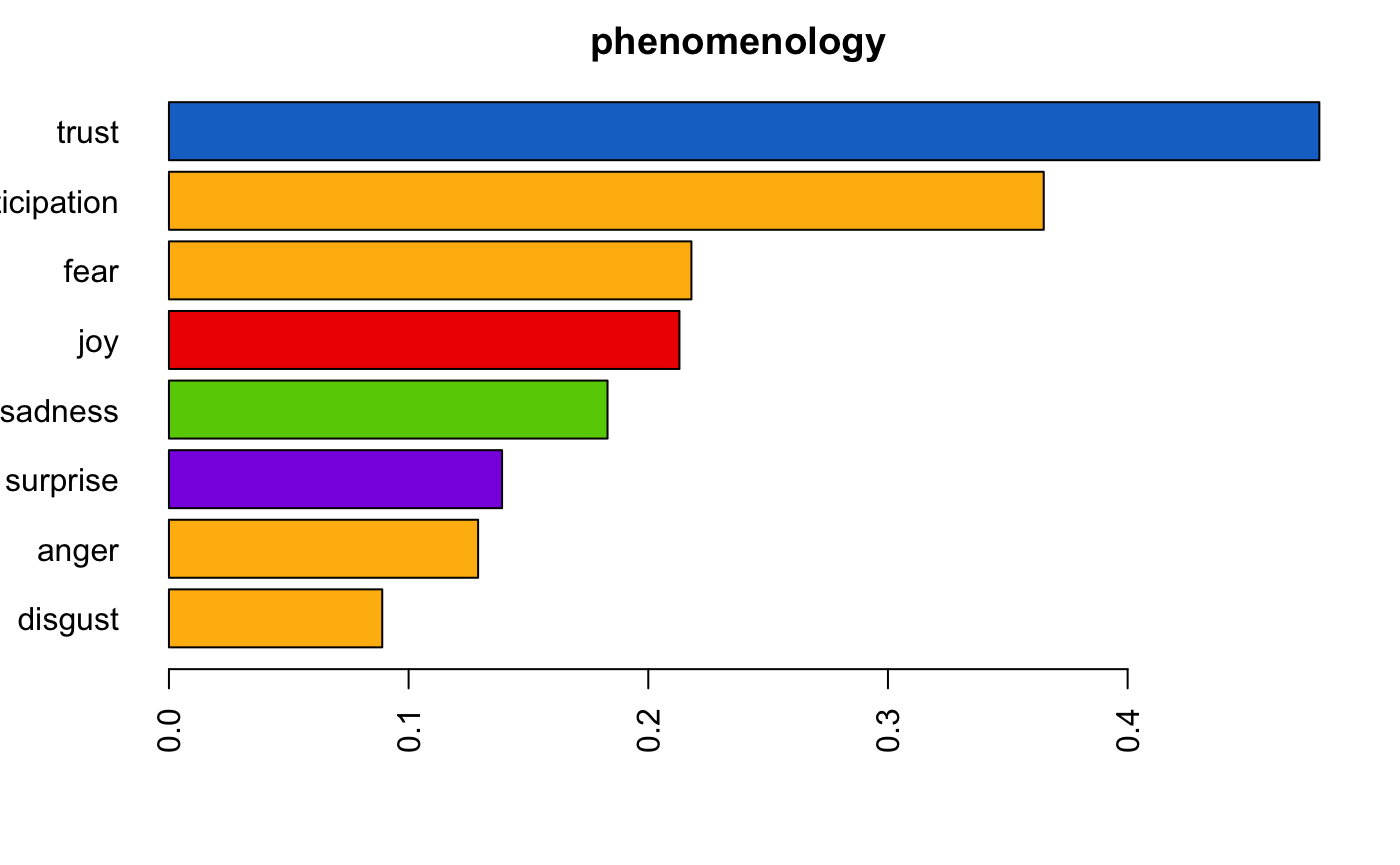 phenomenology
trust
icipation
fear
joy
sadness
surprise
anger
disgust
0.0
0.1
0.2
0.3
0.4